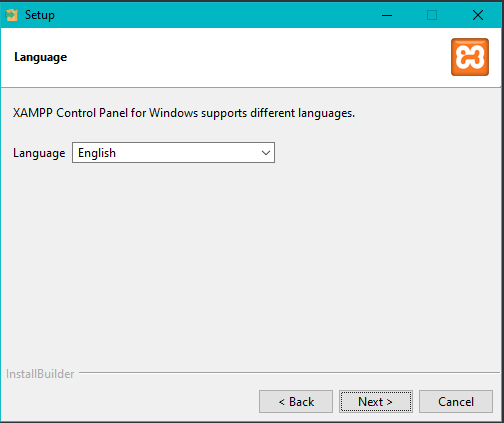 Setup
Language
XAMPP Control Panel for Windows supports different languages.
Language English
InstallBuilder
< Back Next > Cancel